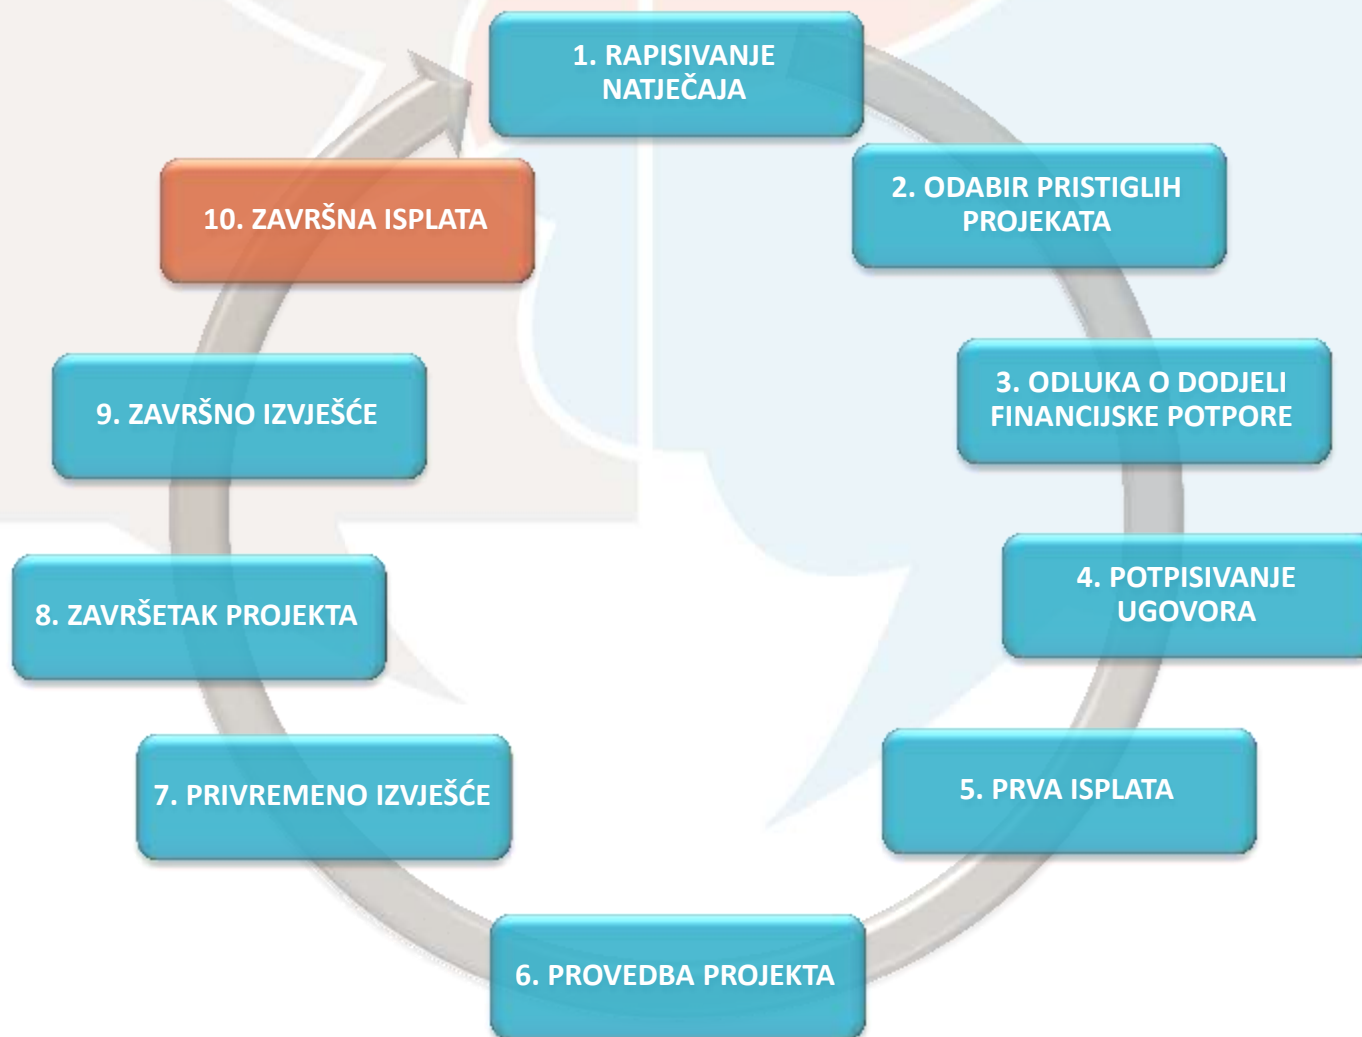 1. RAPISIVANJE
NATJEČAJA
2. ODABIR PRISTIGLIH
PROJEKATA
3. ODLUKA O DODJELI
FINANCIJSKE POTPORE
4. POTPISIVANJE
UGOVORA
5. PRVA ISPLATA
6. PROVEDBA PROJEKTA
7. PRIVREMENO IZVJEŠĆE
8. ZAVRŠETAK PROJEKTA
9. ZAVRŠNO IZVJEŠĆE
10. ZAVRŠNA ISPLATA